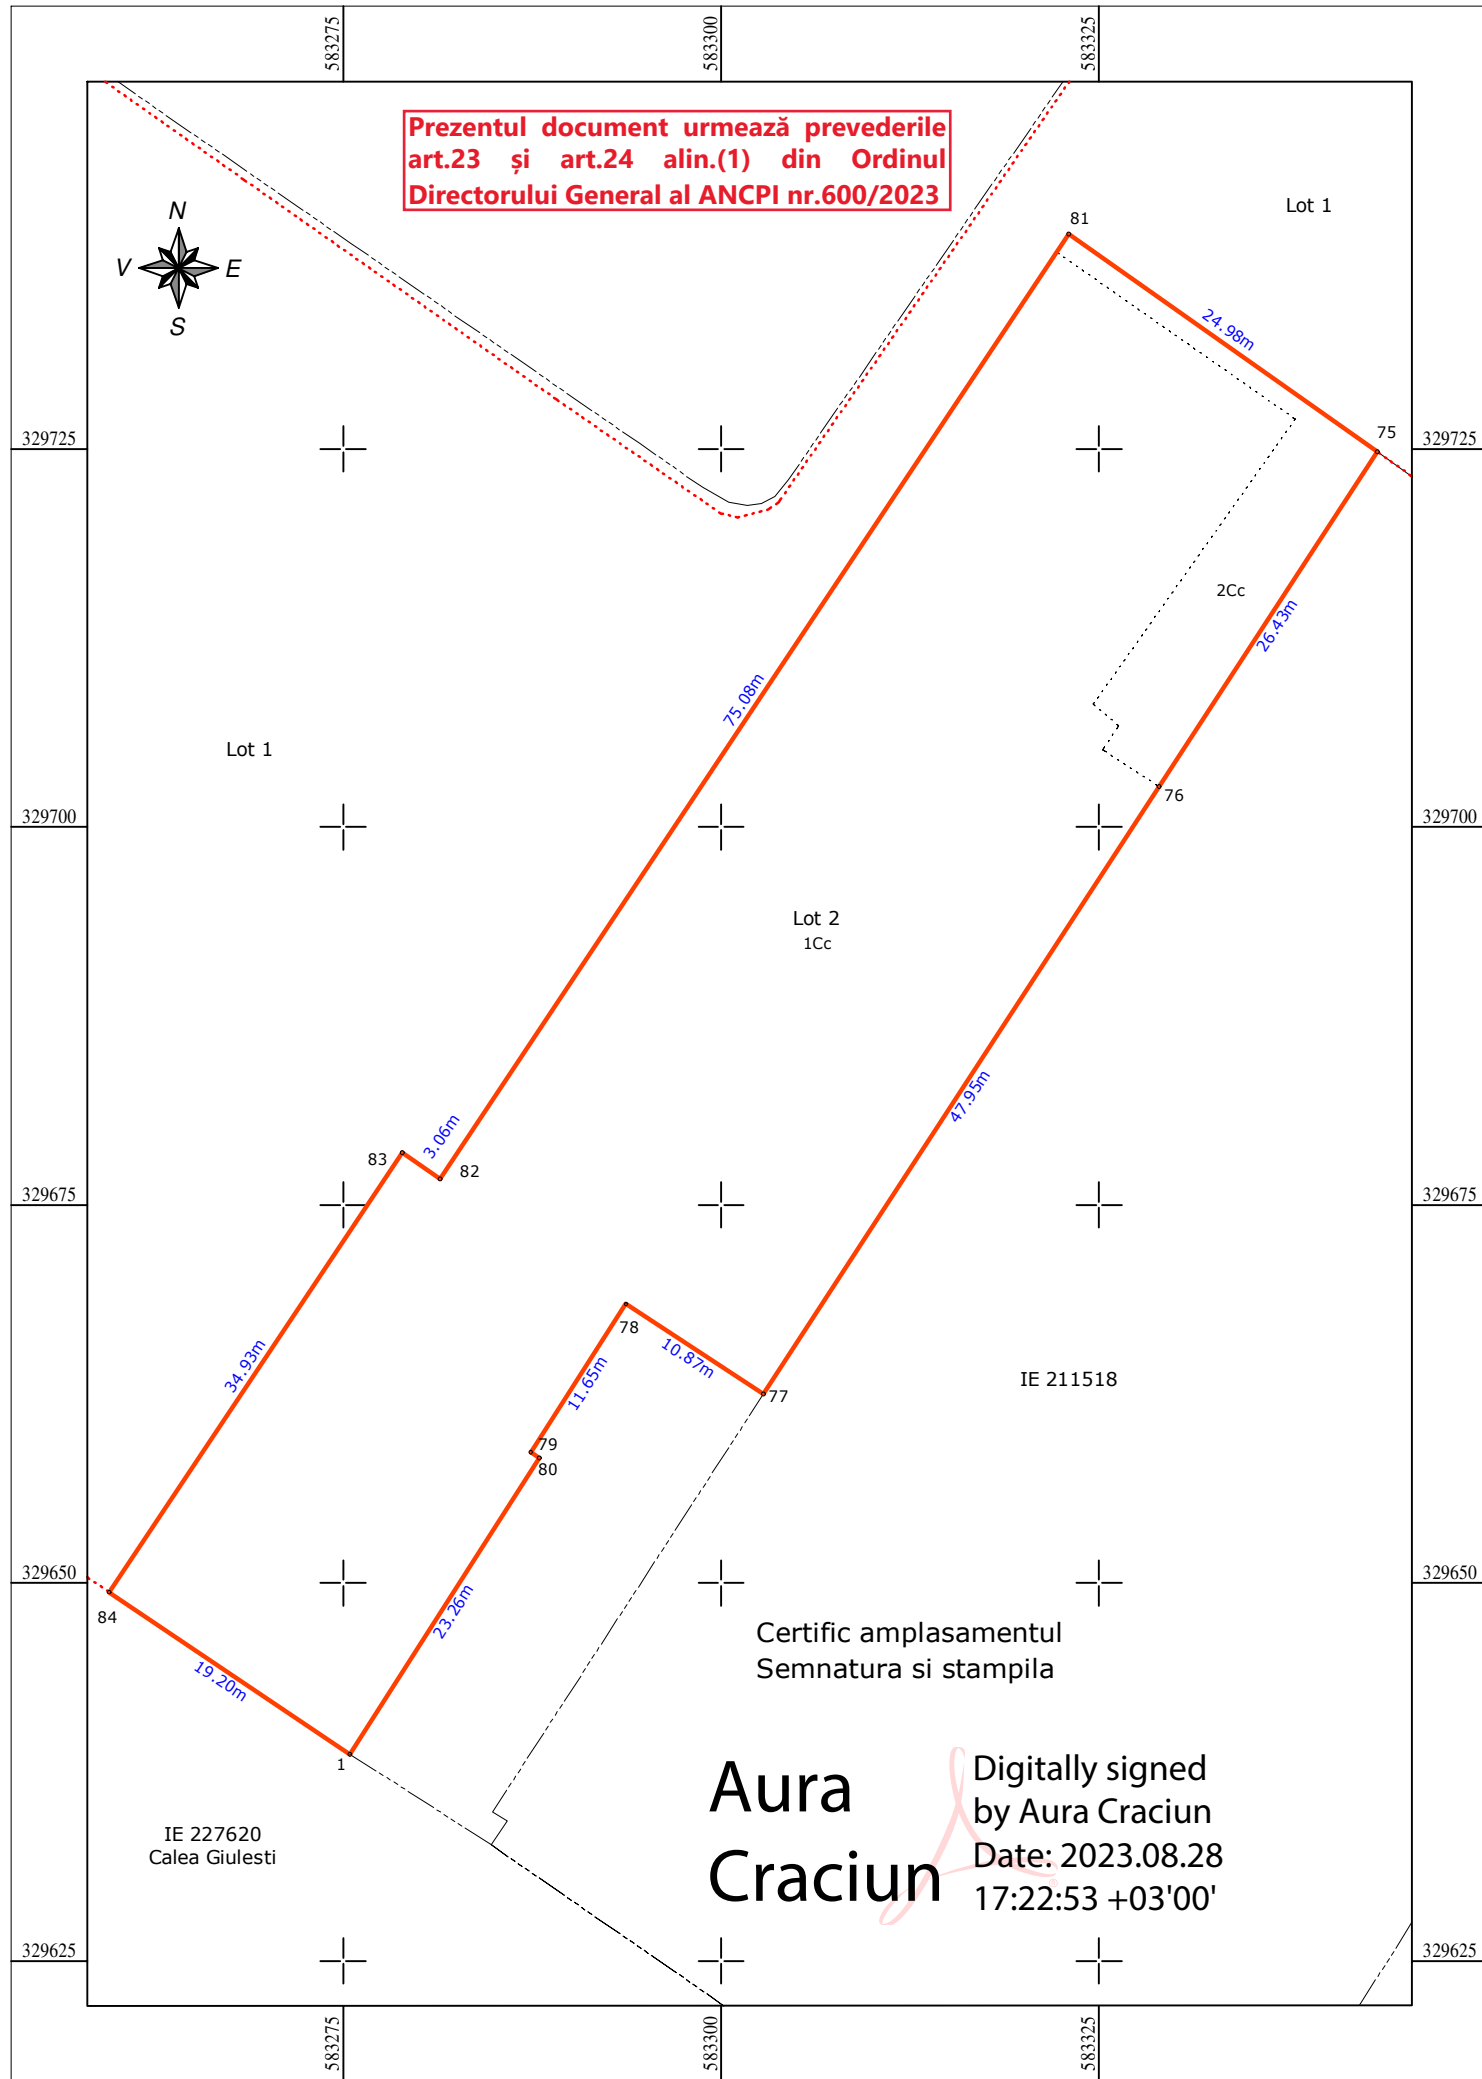 583275
583300
583325
Prezentul document urmează prevederile
art.23 și art.24 alin.(1) din Ordinul
Directorului General al ANCPI nr.600/2023
Lot 1
N
V E
S
81
24.98m
329725
75
329725
2Cc
26.43m
75.08m
Lot 1
76
329700
329700
Lot 2
1Cc
47.95m
3.06m
83
82
329675
329675
78
10.87m
34.93m
11.65m
IE 211518
77
79
80
329650
329650
84
23.26m
Certific amplasamentul
Semnatura si stampila
19.20m
1
Aura
Craciun
Digitally signed
by Aura Craciun
Date: 2023.08.28
17:22:53 +03'00'
IE 227620
Calea Giulesti
329625
329625
583275
583300
583325